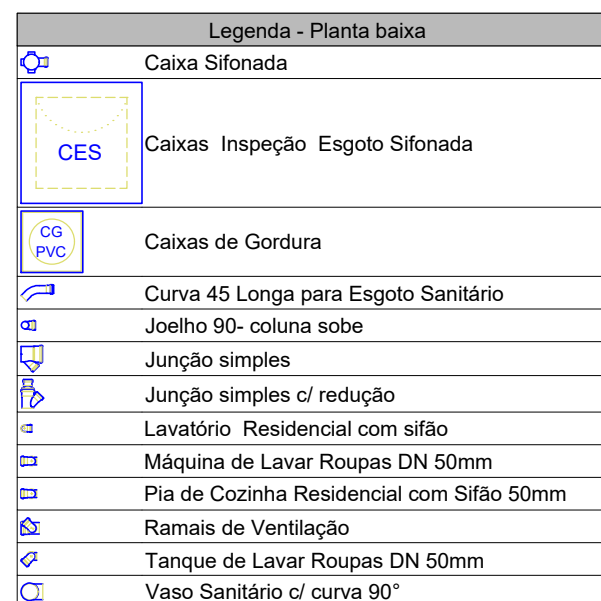 Legenda - Planta baixa
Caixa Sifonada
CES
Caixas Inspeção Esgoto Sifonada
CG
PVC
Caixas de Gordura
Curva 45 Longa para Esgoto Sanitário
Joelho 90- coluna sobe
Junção simples
Junção simples c/ redução
Lavatório Residencial com sifão
Máquina de Lavar Roupas DN 50mm
Pia de Cozinha Residencial com Sifão 50mm
Ramais de Ventilação
Tanque de Lavar Roupas DN 50mm
Vaso Sanitário c/ curva 90°